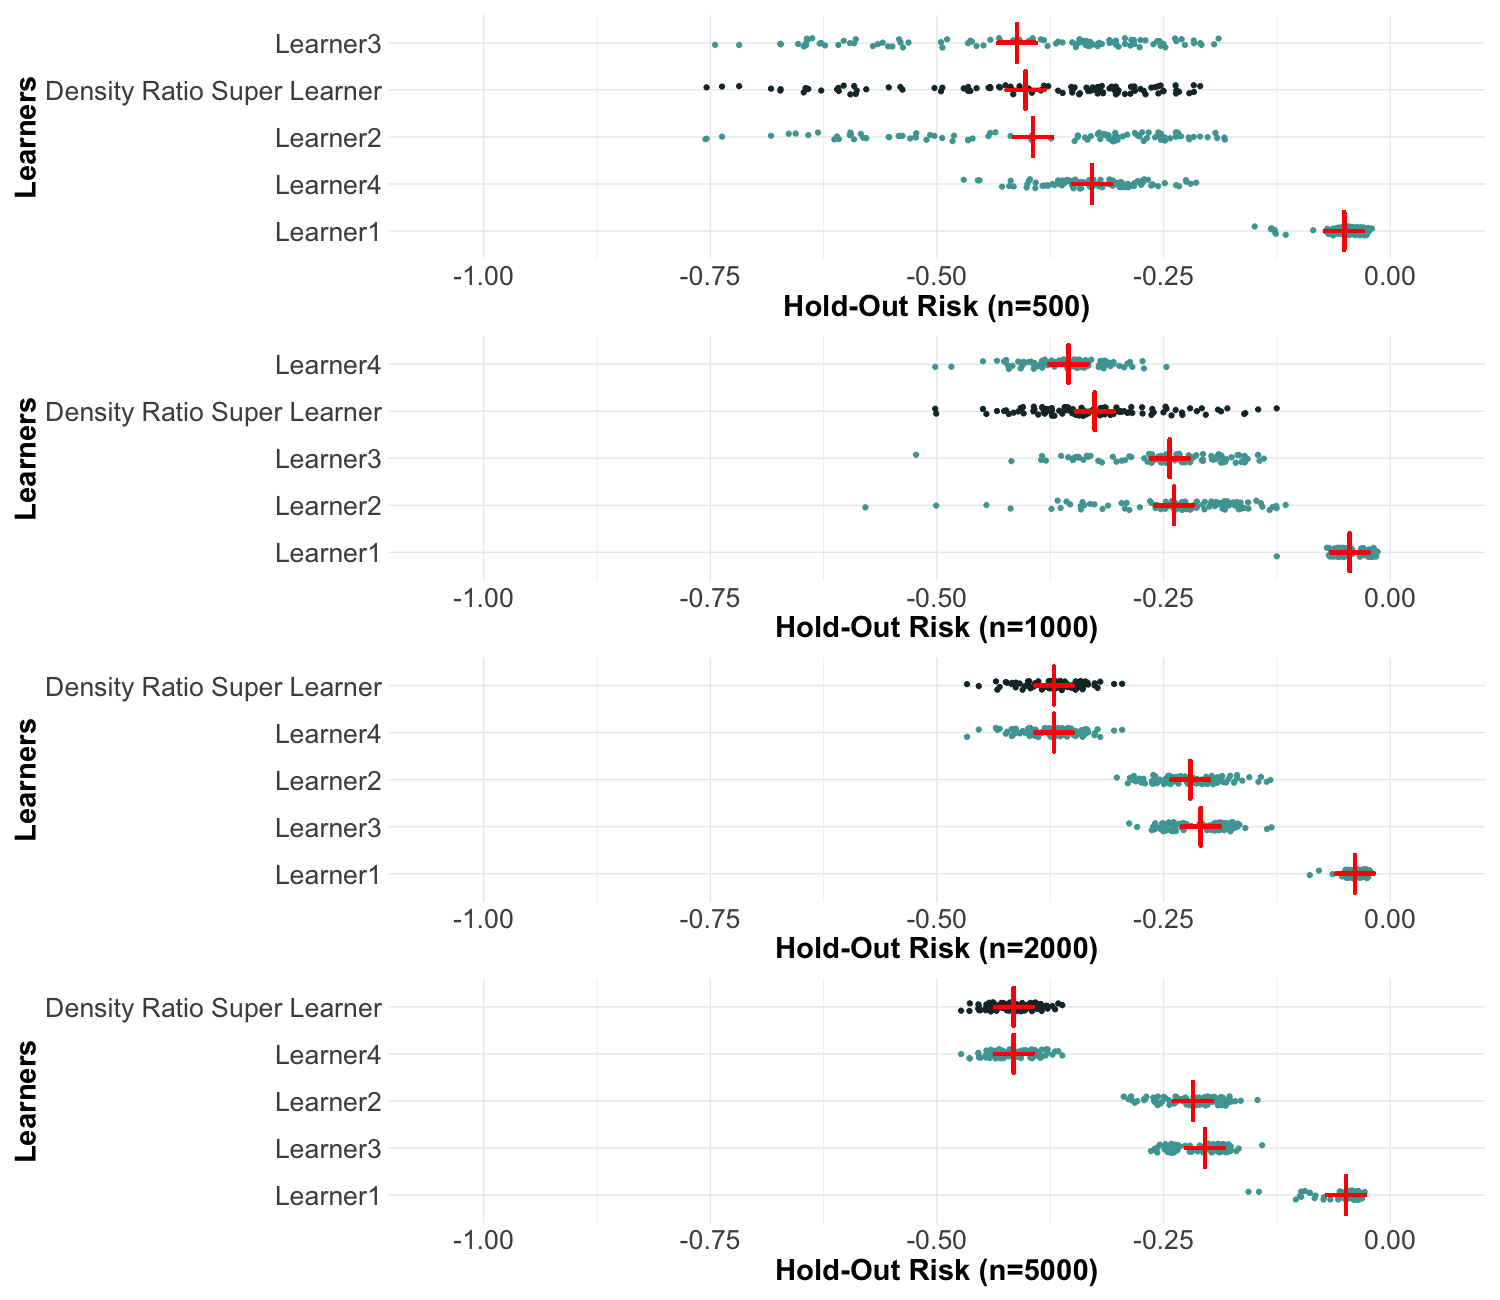 Learners
Learner3
Density Ratio Super Learner
Learner2
Learner4
Learner1
-1.00 -0.75 -0.50 -0.25 0.00
Hold-Out Risk (n=500)
Learners
Learner4
Density Ratio Super Learner
Learner3
Learner2
Learner1
-1.00 -0.75 -0.50 -0.25 0.00
Hold-Out Risk (n=1000)
Learners
Density Ratio Super Learner
Learner4
Learner2
Learner3
Learner1
-1.00 -0.75 -0.50 -0.25 0.00
Hold-Out Risk (n=2000)
Learners
Density Ratio Super Learner
Learner4
Learner2
Learner3
Learner1
-1.00 -0.75 -0.50 -0.25 0.00
Hold-Out Risk (n=5000)